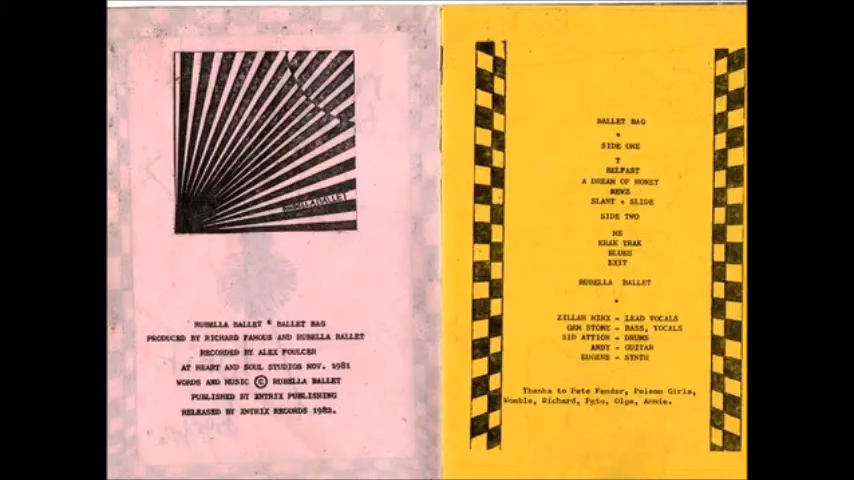 RUBELLA BALLET
RUBELLA BALLET * BALLET BAG
PRODUCED BY RICHARD FAMOUS AND RUBELLA BALLET
RECORDED BY ALEX FOULCER
AT HEART AND SOUL STUDIOS NOV. 1981
WORDS AND MUSIC © RUBELLA BALLET
PUBLISHED BY XNTRIX PUBLISHING
RELEASED BY XNTRIX RECORDS 1982.
BALLET BAG
*
SIDE ONE
T
BELFAST
A DREAM OF HONEY
NEWZ
SLANT + SLIDE
SIDE TWO
ME
KRAK TRAK
BLUES
EXIT
RUBELLA BALLET
*
ZILLAH MINX - LEAD VOCALS
GEM STONE - BASS, VOCALS
SID ATTION - DRUMS
ANDY - GUITAR
EUGENE - SYNTH
Thanks to Pete Fender, Poison Girls,
Womble, Richard, Pete, Olga, Annie.